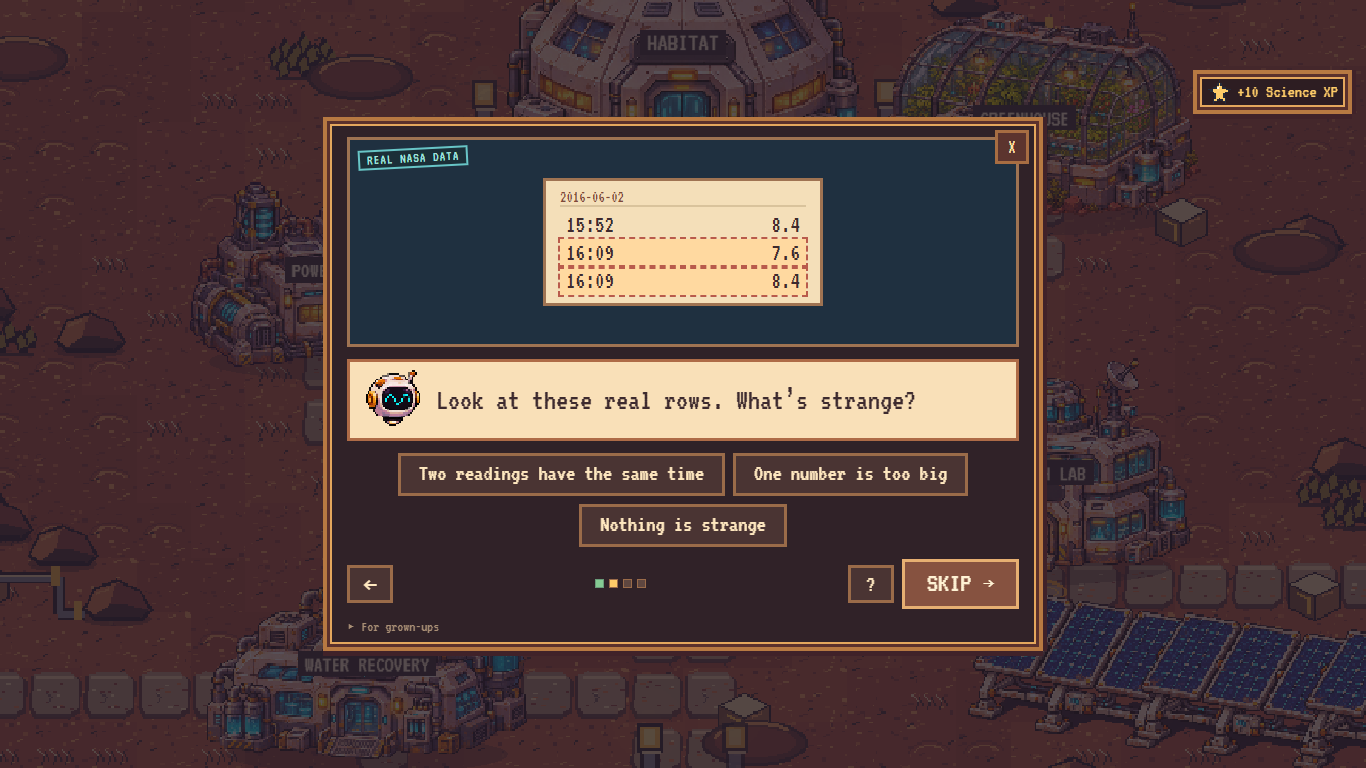 HABITAT
+10 Science XP
REAL NASA DATA
X
2016-06-02
15:52 8.4
16:09 7.6
16:09 8.4
Look at these real rows. What's strange?
Two readings have the same time
One number is too big
Nothing is strange
←
?
SKIP →
▸ For grown-ups
LAB
WATER RECOVERY